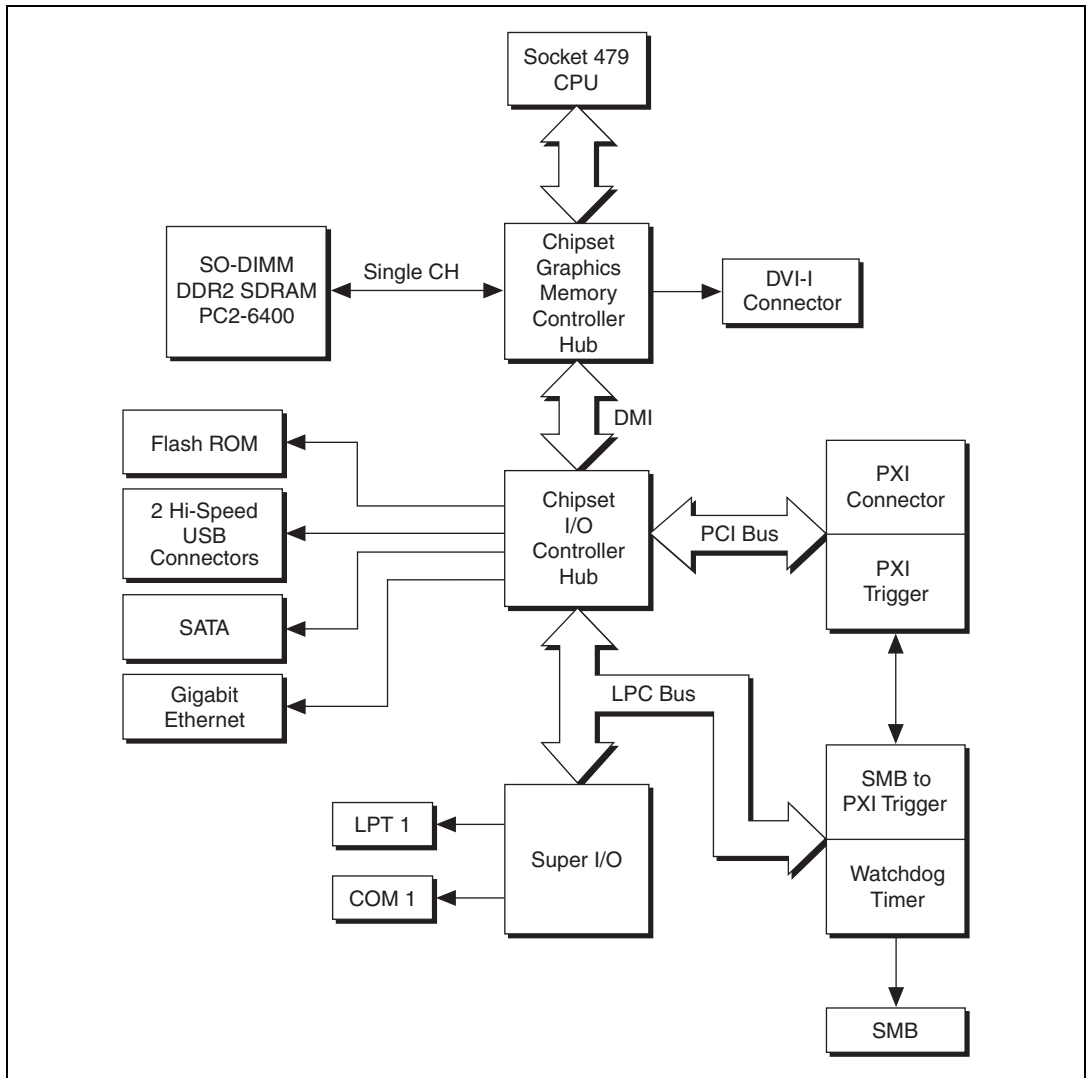 Socket 479
CPU
SO-DIMM
DDR2 SDRAM
PC2-6400
Single CH
Chipset
Graphics
Memory
Controller
Hub
DVI-I
Connector
DMI
Flash ROM
2 Hi-Speed
USB
Connectors
SATA
Gigabit
Ethernet
Chipset
I/O
Controller
Hub
PCI Bus
PXI
Connector
PXI
Trigger
LPC Bus
LPT 1
COM 1
Super I/O
SMB to
PXI Trigger
Watchdog
Timer
SMB